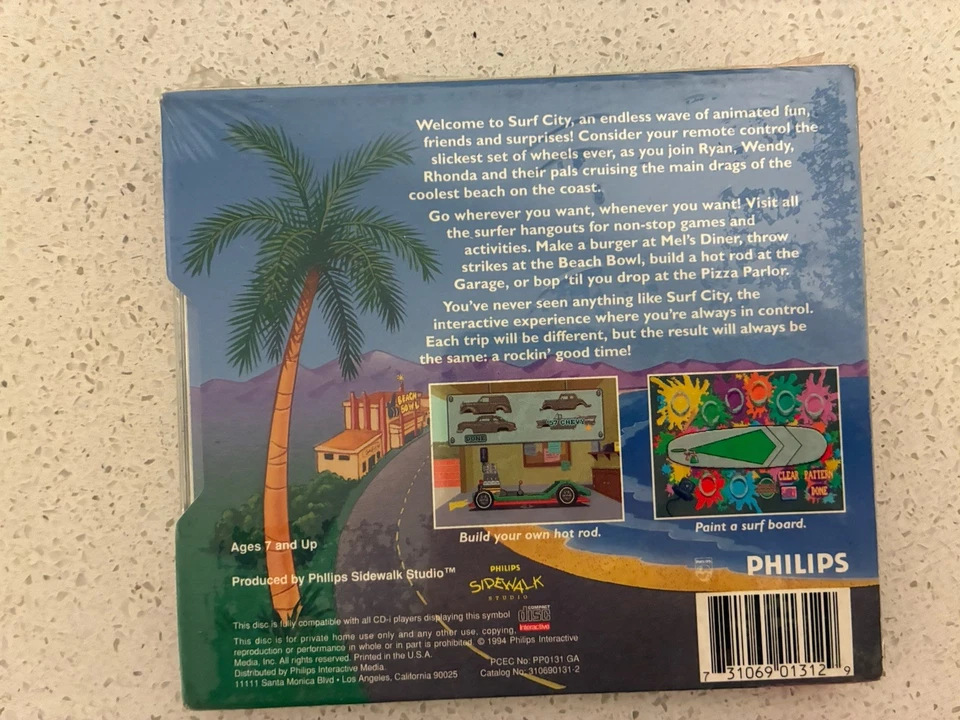 Welcome to Surf City, an endless wave of animated fun,
friends and surprises! Consider your remote control the
slickest set of wheels ever, as you join Ryan, Wendy,
Rhonda and their pals cruising the main drags of the
coolest beach on the coast.
Go wherever you want, whenever you want! Visit all
the surfer hangouts for non-stop games and
activities. Make a burger at Mel's Diner, throw
strikes at the Beach Bowl, build a hot rod at the
Garage, or bop 'til you drop at the Pizza Parlor.
You've never seen anything like Surf City, the
interactive experience where you're always in control.
Each trip will be different, but the result will always be
the same: a rockin' good time!
BEACH
BOWL
'57 CHEVY
DONE
CLEAR PATTERN
DONE
Build your own hot rod.
Paint a surf board.
Ages 7 and Up
Produced by Philips Sidewalk Studio™
PHILIPS
SIDEWALK
STUDIO
PHILIPS
This disc is fully compatible with all CD-i players displaying this symbol
COMPACT
disc
Interactive
This disc is for private home use only and any other use, copying,
reproduction or performance in whole or in part is prohibited. © 1994 Philips Interactive
Media, Inc. All rights reserved. Printed in the U.S.A.
Distributed by Philips Interactive Media.
11111 Santa Monica Blvd • Los Angeles, California 90025
PCEC No: PP0131 GA
Catalog No: 310690131-2
7 31069 01312 9